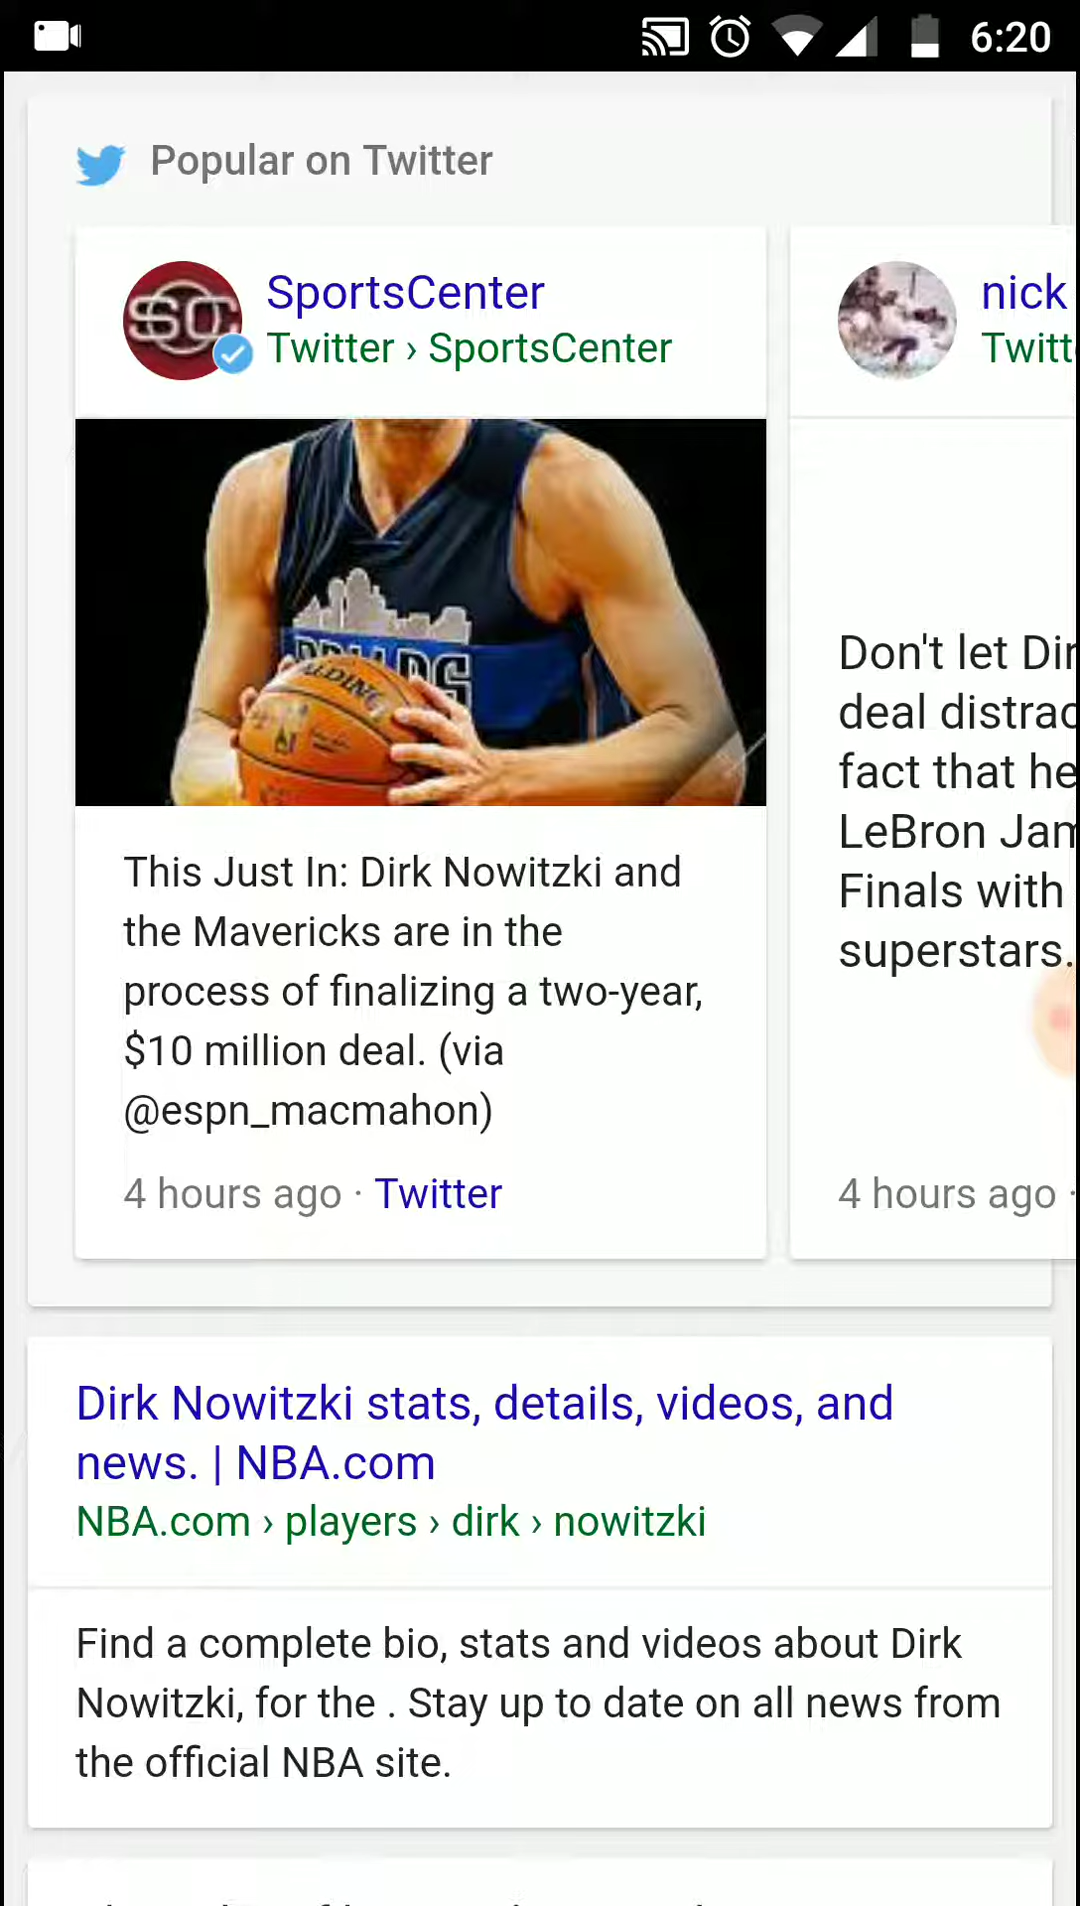 6:20
Popular on Twitter
SC
SportsCenter
Twitter › SportsCenter
SPALDING
This Just In: Dirk Nowitzki and
the Mavericks are in the
process of finalizing a two-year,
$10 million deal. (via
@espn_macmahon)
4 hours ago · Twitter
nick
Don't let
deal
fact that he
LeBron
Finals with
superstars.
4 hours ago ·
Dirk Nowitzki stats, details, videos, and
news. | NBA.com
NBA.com › players › dirk › nowitzki
Find a complete bio, stats and videos about Dirk
Nowitzki, for the . Stay up to date on all news from
the official NBA site.